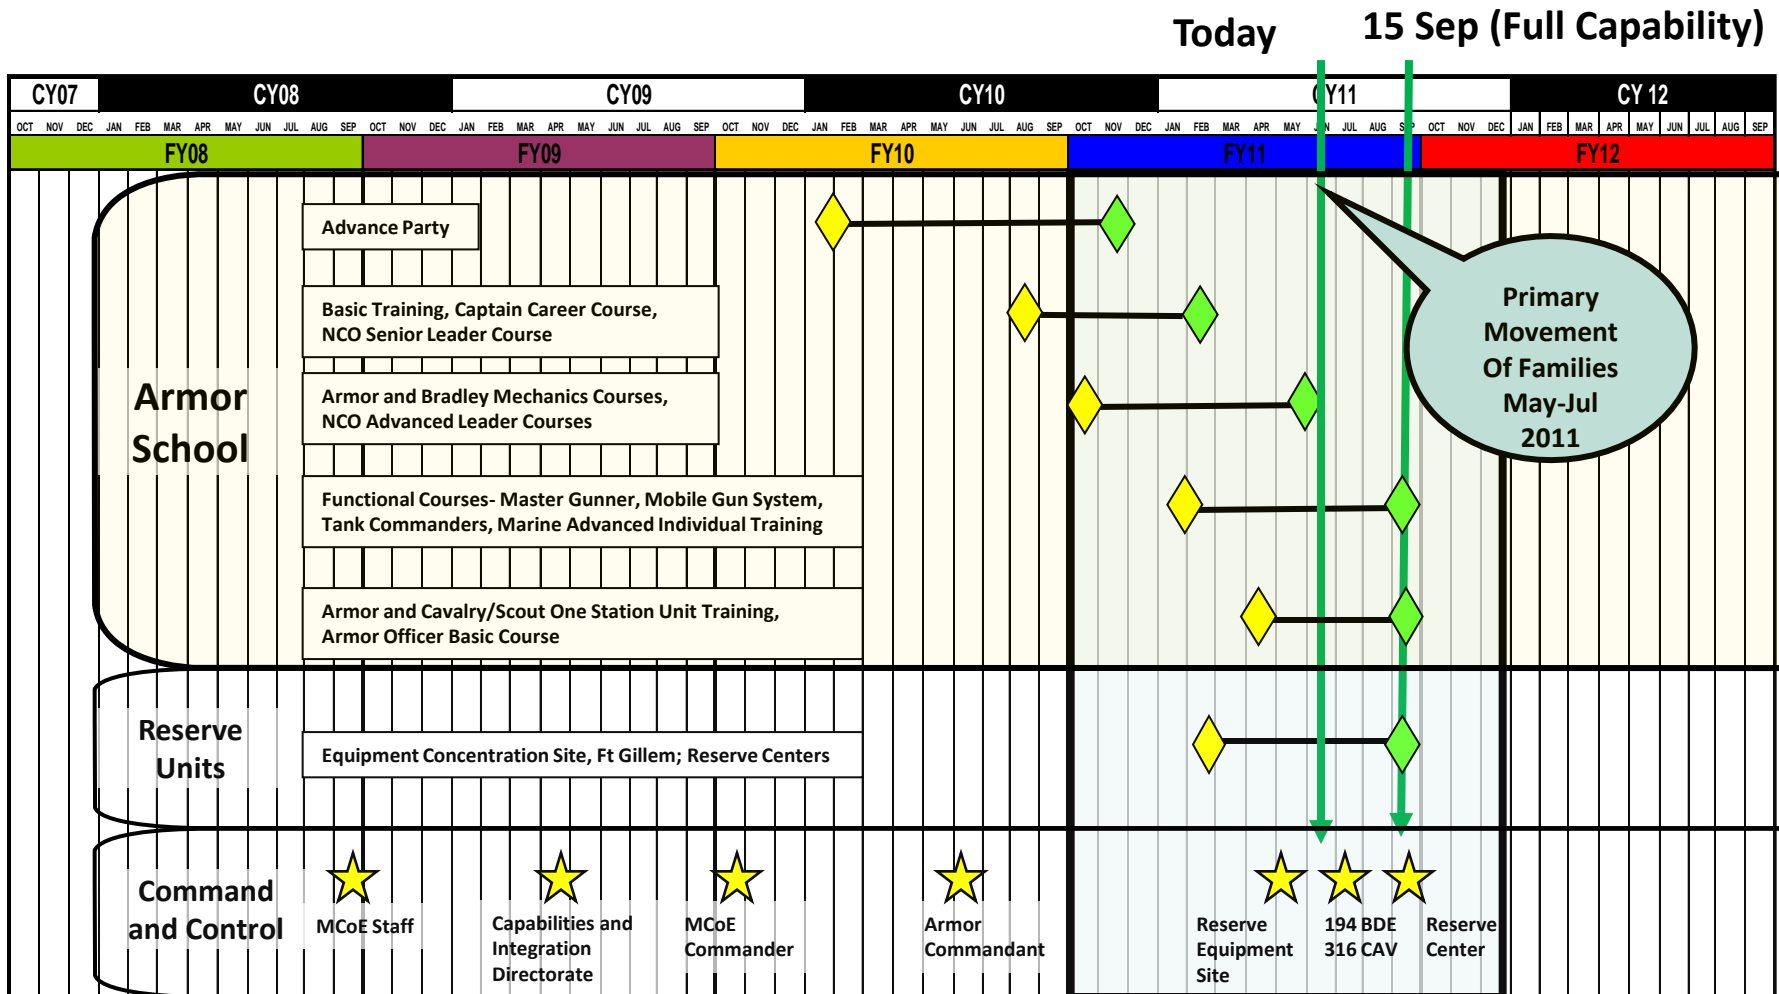 Today
15 Sep (Full Capability)
CY07 CY08 CY09 CY10 CY11 CY 12
OCT NOV DEC JAN FEB MAR APR MAY JUN JUL AUG SEP OCT NOV DEC JAN FEB MAR APR MAY JUN JUL AUG SEP OCT NOV DEC JAN FEB MAR APR MAY JUN JUL AUG SEP OCT NOV DEC JAN FEB MAR APR MAY JUN JUL AUG SEP OCT NOV DEC JAN FEB MAR APR MAY JUN JUL AUG SEP
FY08 FY09 FY10 FY11 FY12
Armor
School
Advance Party
Basic Training, Captain Career Course,
NCO Senior Leader Course
Armor and Bradley Mechanics Courses,
NCO Advanced Leader Courses
Functional Courses- Master Gunner, Mobile Gun System,
Tank Commanders, Marine Advanced Individual Training
Armor and Cavalry/Scout One Station Unit Training,
Armor Officer Basic Course
Primary
Movement
Of Families
May-Jul
2011
Reserve
Units
Equipment Concentration Site, Ft Gillem; Reserve Centers
Command
and Control
MCoE Staff
Capabilities and
Integration
Directorate
MCoE
Commander
Armor
Commandant
Reserve
Equipment
Site
194 BDE
316 CAV
Reserve
Center